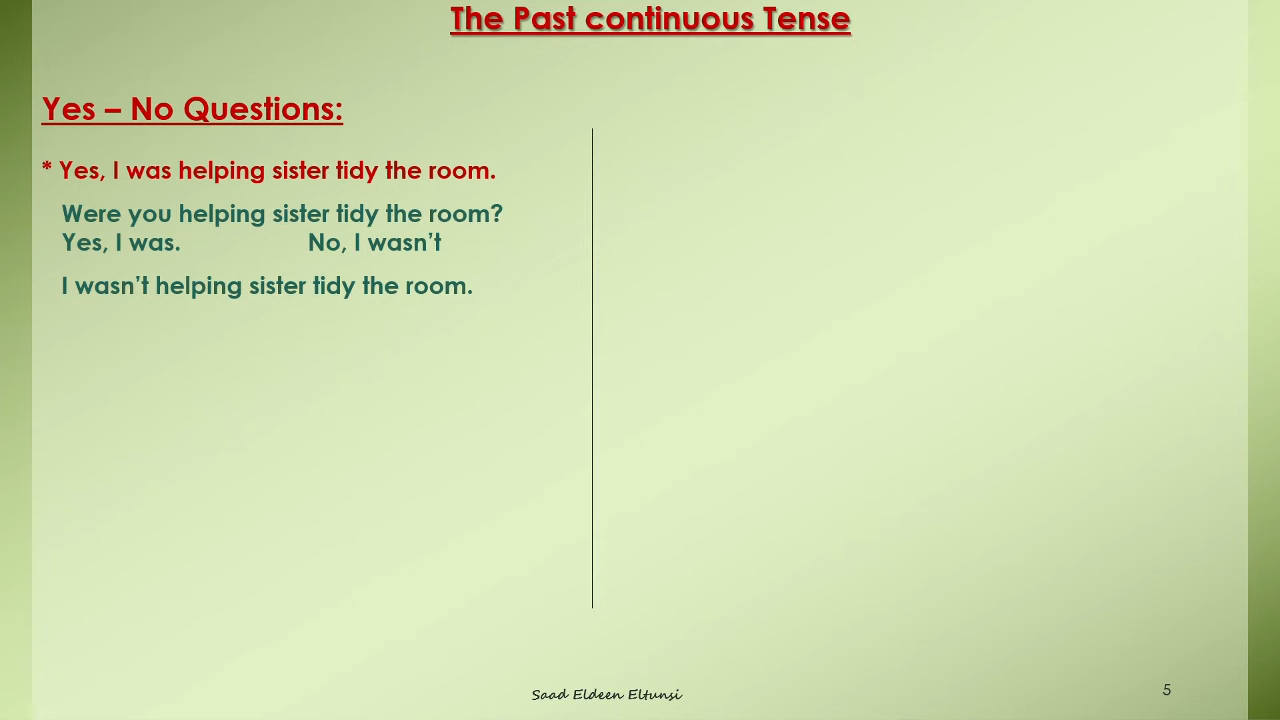 The Past continuous Tense
Yes – No Questions:
* Yes, I was helping sister tidy the room.
Were you helping sister tidy the room?
Yes, I was. No, I wasn’t
I wasn’t helping sister tidy the room.
Saad Eldeen Eltunsi
5